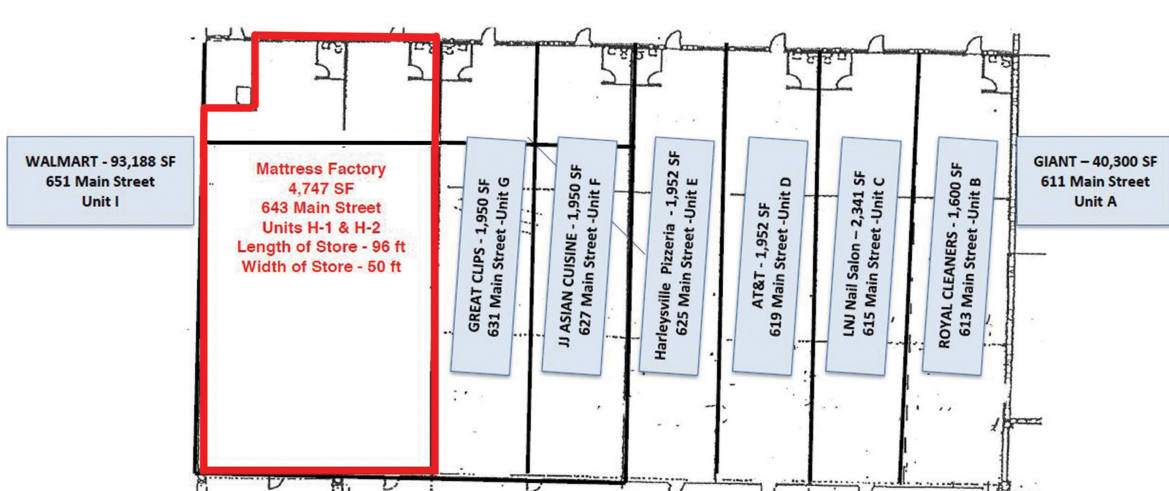 WALMART - 93,188 SF
651 Main Street
Unit I
Mattress Factory
4,747 SF
643 Main Street
Units H-1 & H-2
Length of Store - 96 ft
Width of Store - 50 ft
GREAT CLIPS - 1,950 SF
631 Main Street -Unit G
JJ ASIAN CUISINE - 1,950 SF
627 Main Street -Unit F
Harleysville Pizzeria - 1,952 SF
625 Main Street -Unit E
AT&T - 1,952 SF
619 Main Street -Unit D
LNJ Nail Salon – 2,341 SF
615 Main Street -Unit C
ROYAL CLEANERS - 1,600 SF
613 Main Street -Unit B
GIANT – 40,300 SF
611 Main Street
Unit A